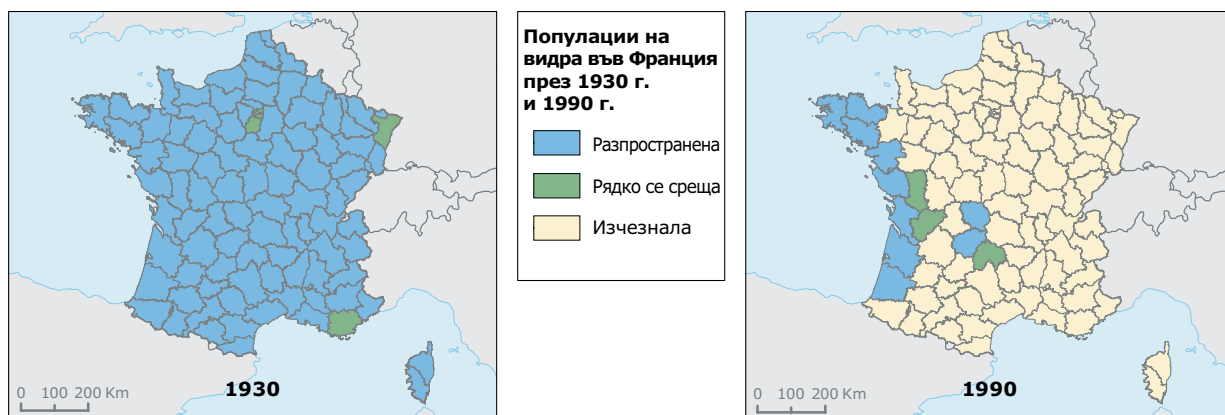 Популации на
видра във Франция
през 1930 г.
и 1990 г.
Разпространена
Рядко се среща
Изчезнала
0 100 200 Km
1930
0 100 200 Km
1990